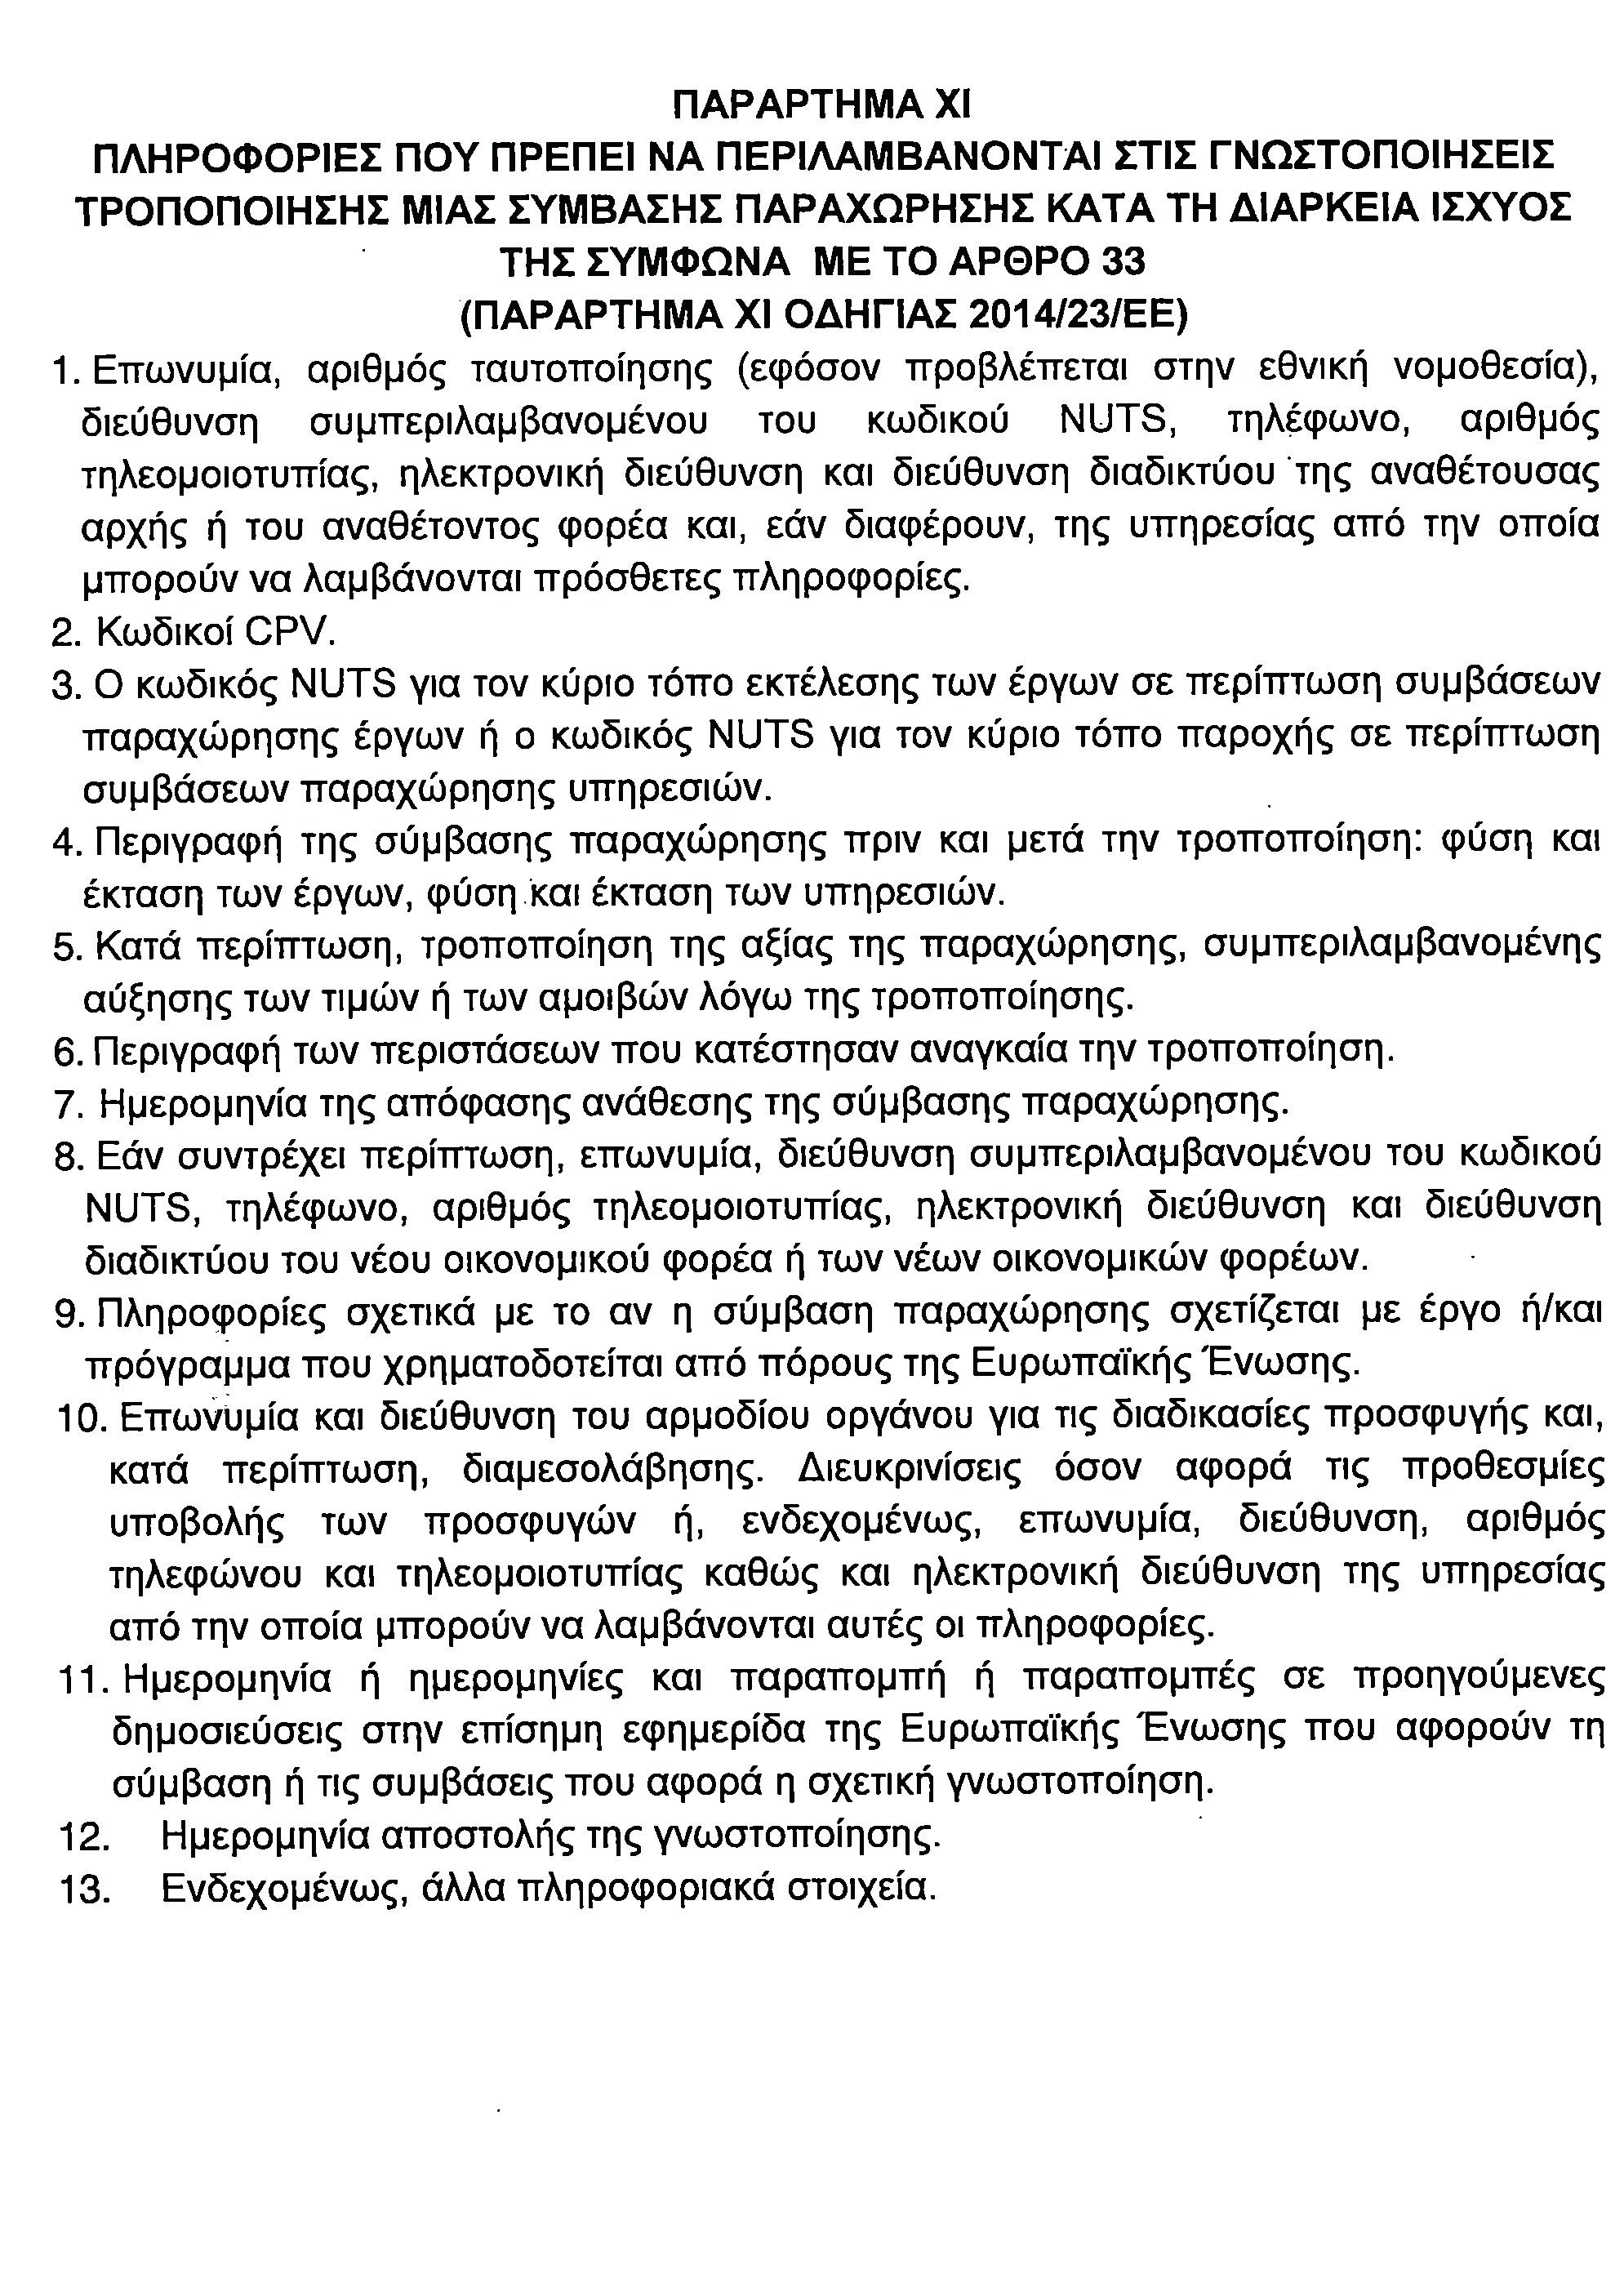 ΠΑΡΑΡΤΗΜΑ ΧΙ
ΠΛΗΡΟΦΟΡΙΕΣ ΠΟΥ ΠΡΕΠΕΙ ΝΑ ΠΕΡΙΛΑΜΒΑΝΟΝΤΑΙ ΣΤΙΣ ΓΝΩΣΤΟΠΟΙΗΣΕΙΣ
ΤΡΟΠΟΠΟΙΗΣΗΣ ΜΙΑΣ ΣΥΜΒΑΣΗΣ ΠΑΡΑΧΩΡΗΣΗΣ ΚΑΤΑ ΤΗ ΔΙΑΡΚΕΙΑ ΙΣΧΥΟΣ
ΤΗΣ ΣΥΜΦΩΝΑ ΜΕ ΤΟ ΑΡΘΡΟ 33
(ΠΑΡΑΡΤΗΜΑ ΧΙ ΟΔΗΓΙΑΣ 2014/23/ΕΕ)
1. Επωνυμία, αριθμός ταυτοποίησης (εφόσον προβλέπεται στην εθνική νομοθεσία),
διεύθυνση συμπεριλαμβανομένου του κωδικού NUTS, τηλέφωνο, αριθμός
τηλεομοιοτυπίας, ηλεκτρονική διεύθυνση και διεύθυνση διαδικτύου της αναθέτουσας
αρχής ή του αναθέτοντος φορέα και, εάν διαφέρουν, της υπηρεσίας από την οποία
μπορούν να λαμβάνονται πρόσθετες πληροφορίες.
2. Κωδικοί CPV.
3. Ο κωδικός NUTS για τον κύριο τόπο εκτέλεσης των έργων σε περίπτωση συμβάσεων
παραχώρησης έργων ή ο κωδικός NUTS για τον κύριο τόπο παροχής σε περίπτωση
συμβάσεων παραχώρησης υπηρεσιών.
4. Περιγραφή της σύμβασης παραχώρησης πριν και μετά την τροποποίηση: φύση και
έκταση των έργων, φύση και έκταση των υπηρεσιών.
5. Κατά περίπτωση, τροποποίηση της αξίας της παραχώρησης, συμπεριλαμβανομένης
αύξησης των τιμών ή των αμοιβών λόγω της τροποποίησης.
6. Περιγραφή των περιστάσεων που κατέστησαν αναγκαία την τροποποίηση.
7. Ημερομηνία της απόφασης ανάθεσης της σύμβασης παραχώρησης.
8. Εάν συντρέχει περίπτωση, επωνυμία, διεύθυνση συμπεριλαμβανομένου του κωδικού
NUTS, τηλέφωνο, αριθμός τηλεομοιοτυπίας, ηλεκτρονική διεύθυνση και διεύθυνση
διαδικτύου του νέου οικονομικού φορέα ή των νέων οικονομικών φορέων.
9. Πληροφορίες σχετικά με το αν η σύμβαση παραχώρησης σχετίζεται με έργο ή/και
πρόγραμμα που χρηματοδοτείται από πόρους της Ευρωπαϊκής Ένωσης.
10. Επωνυμία και διεύθυνση του αρμοδίου οργάνου για τις διαδικασίες προσφυγής και,
κατά περίπτωση, διαμεσολάβησης. Διευκρινίσεις όσον αφορά τις προθεσμίες
υποβολής των προσφυγών ή, ενδεχομένως, επωνυμία, διεύθυνση, αριθμός
τηλεφώνου και τηλεομοιοτυπίας καθώς και ηλεκτρονική διεύθυνση της υπηρεσίας
από την οποία μπορούν να λαμβάνονται αυτές οι πληροφορίες.
11. Ημερομηνία ή ημερομηνίες και παραπομπή ή παραπομπές σε προηγούμενες
δημοσιεύσεις στην επίσημη εφημερίδα της Ευρωπαϊκής Ένωσης που αφορούν τη
σύμβαση ή τις συμβάσεις που αφορά η σχετική γνωστοποίηση.
12. Ημερομηνία αποστολής της γνωστοποίησης.
13. Ενδεχομένως, άλλα πληροφοριακά στοιχεία.